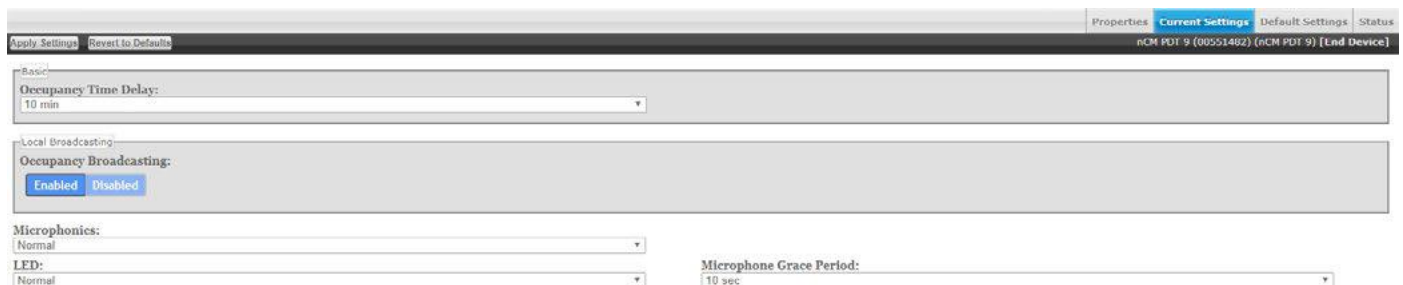 Properties Current Settings Default Settings Status
Apply Settings Revert to Defaults nCM PDT 9 (00551482) (nCM PDT 9) [End Device]
Basic
Occupancy Time Delay:
10 min
Local Broadcasting
Occupancy Broadcasting:
Enabled Disabled
Microphonics:
Normal
LED: Microphone Grace Period:
Normal 10 sec